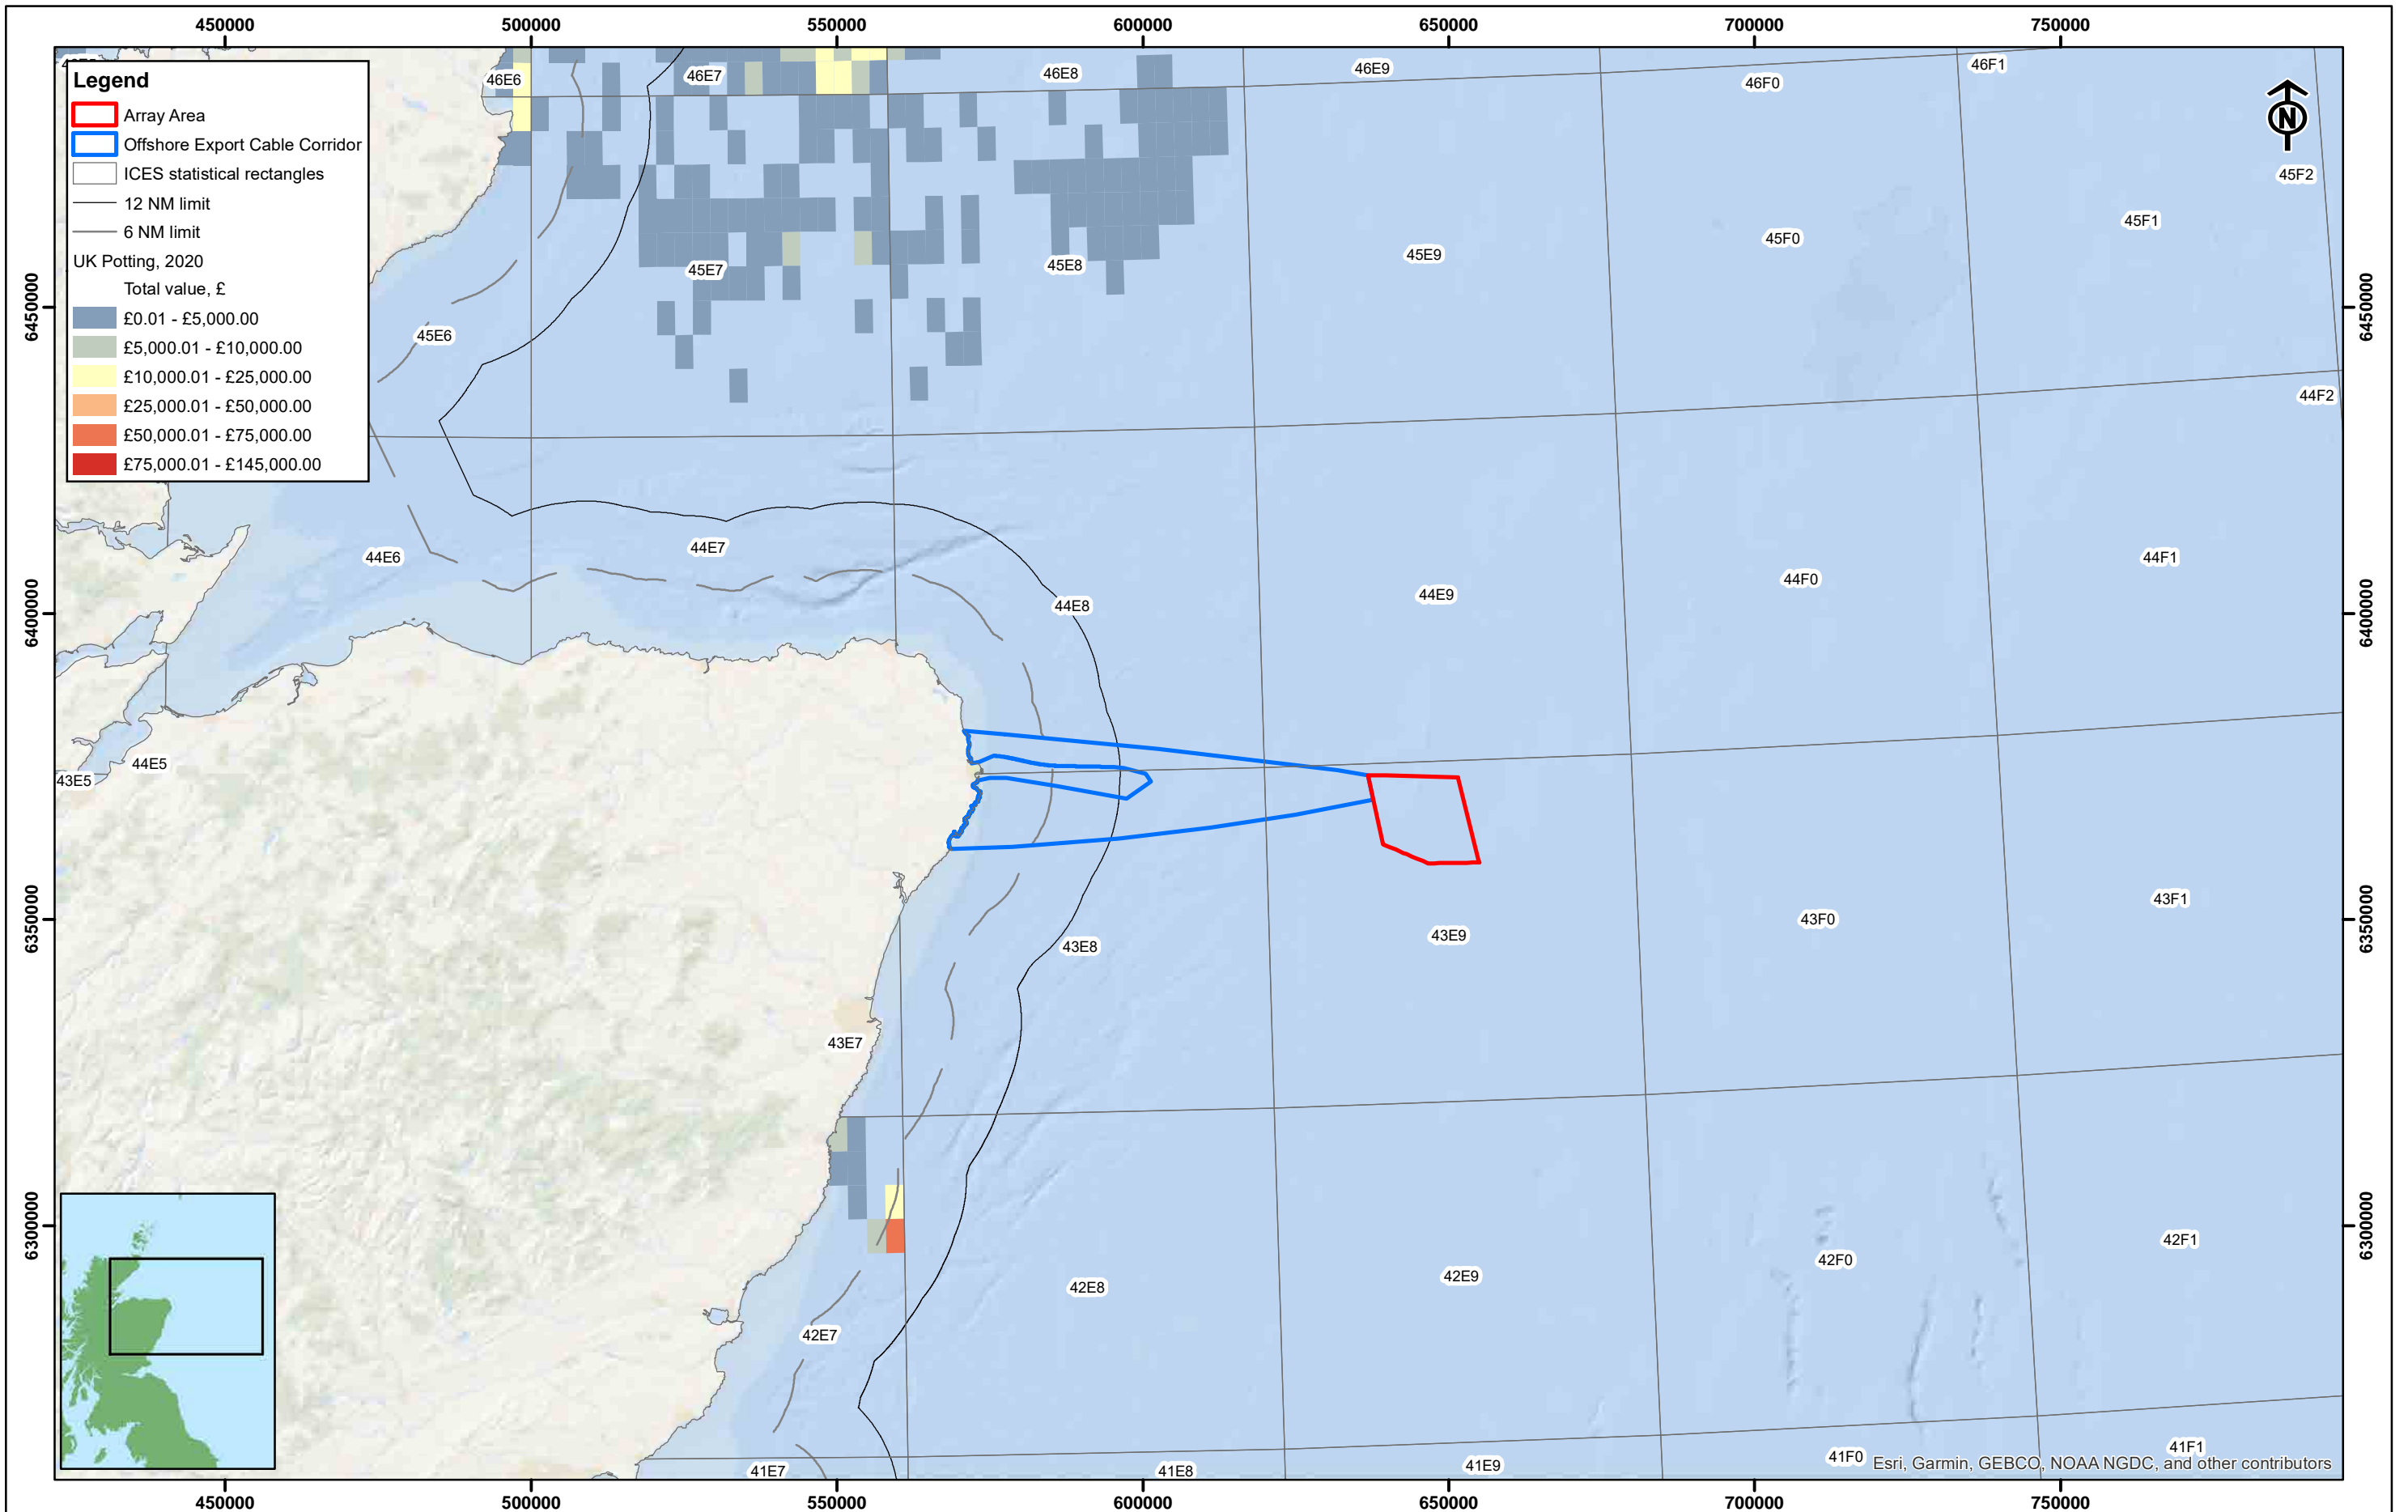 450000 500000 550000 600000 650000 700000 750000
Legend
Array Area
Offshore Export Cable Corridor
ICES statistical rectangles
12 NM limit
6 NM limit
UK Potting, 2020
Total value, £
£0.01 - £5,000.00
£5,000.01 - £10,000.00
£10,000.01 - £25,000.00
£25,000.01 - £50,000.00
£50,000.01 - £75,000.00
£75,000.01 - £145,000.00
46E6 46E7 46E8 46E9 46F0 46F1
N
45E6 45E7 45E8 45E9 45F0 45F1 45F2
6450000 6450000
44F2
44E6 44E7 44E8 44E9 44F0 44F1
6400000 6400000
43E5 44E5
6350000 6350000
43E7 43E8 43E9 43F0 43F1
6300000 6300000
42E7 42E8 42E9 42F0 42F1
41E7 41E8 41E9 41F0 41F1
Esri, Garmin, GEBCO, NOAA NGDC, and other contributors
450000 500000 550000 600000 650000 700000 750000